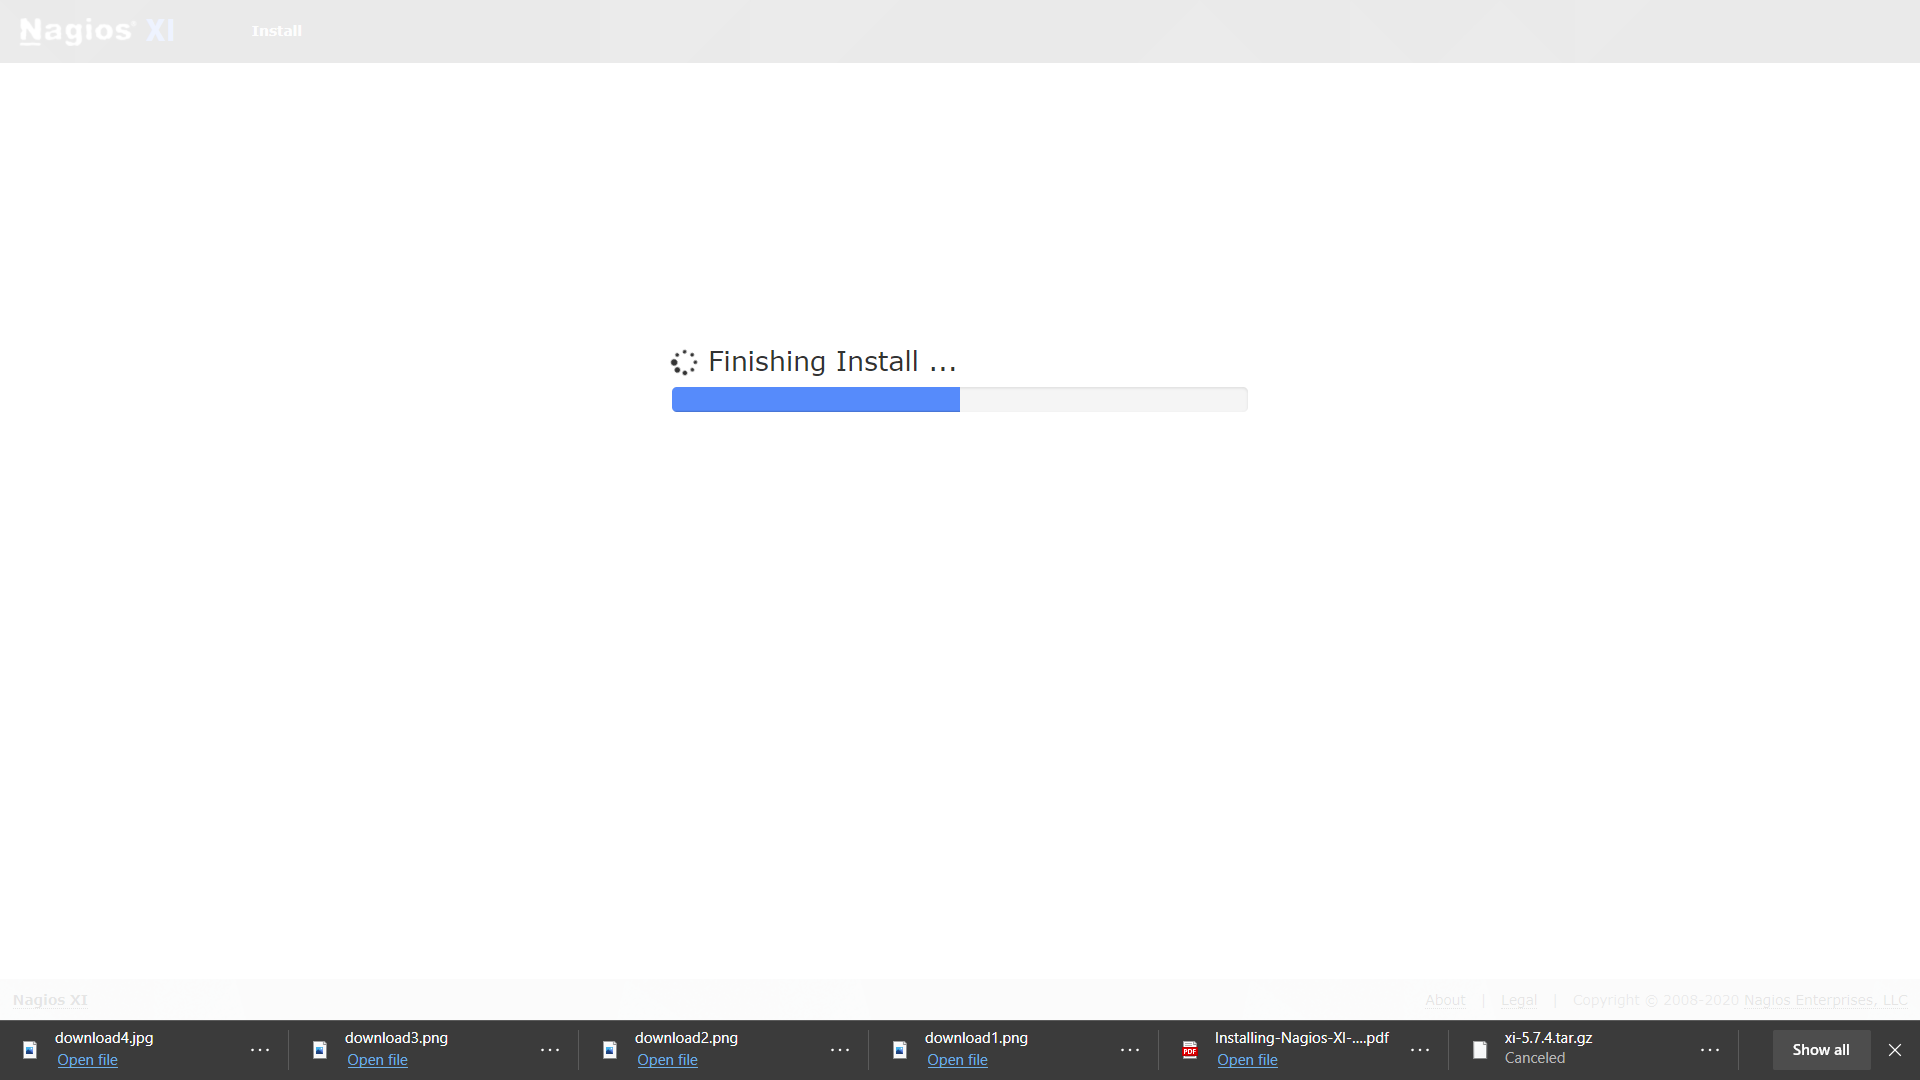 Nagios® XI
Install
Finishing Install ...
Nagios XI
About | Legal | Copyright © 2008-2020 Nagios Enterprises, LLC
download4.jpg
Open file
download3.png
Open file
download2.png
Open file
download1.png
Open file
Installing-Nagios-XI-....pdf
Open file
xi-5.7.4.tar.gz
Canceled
Show all